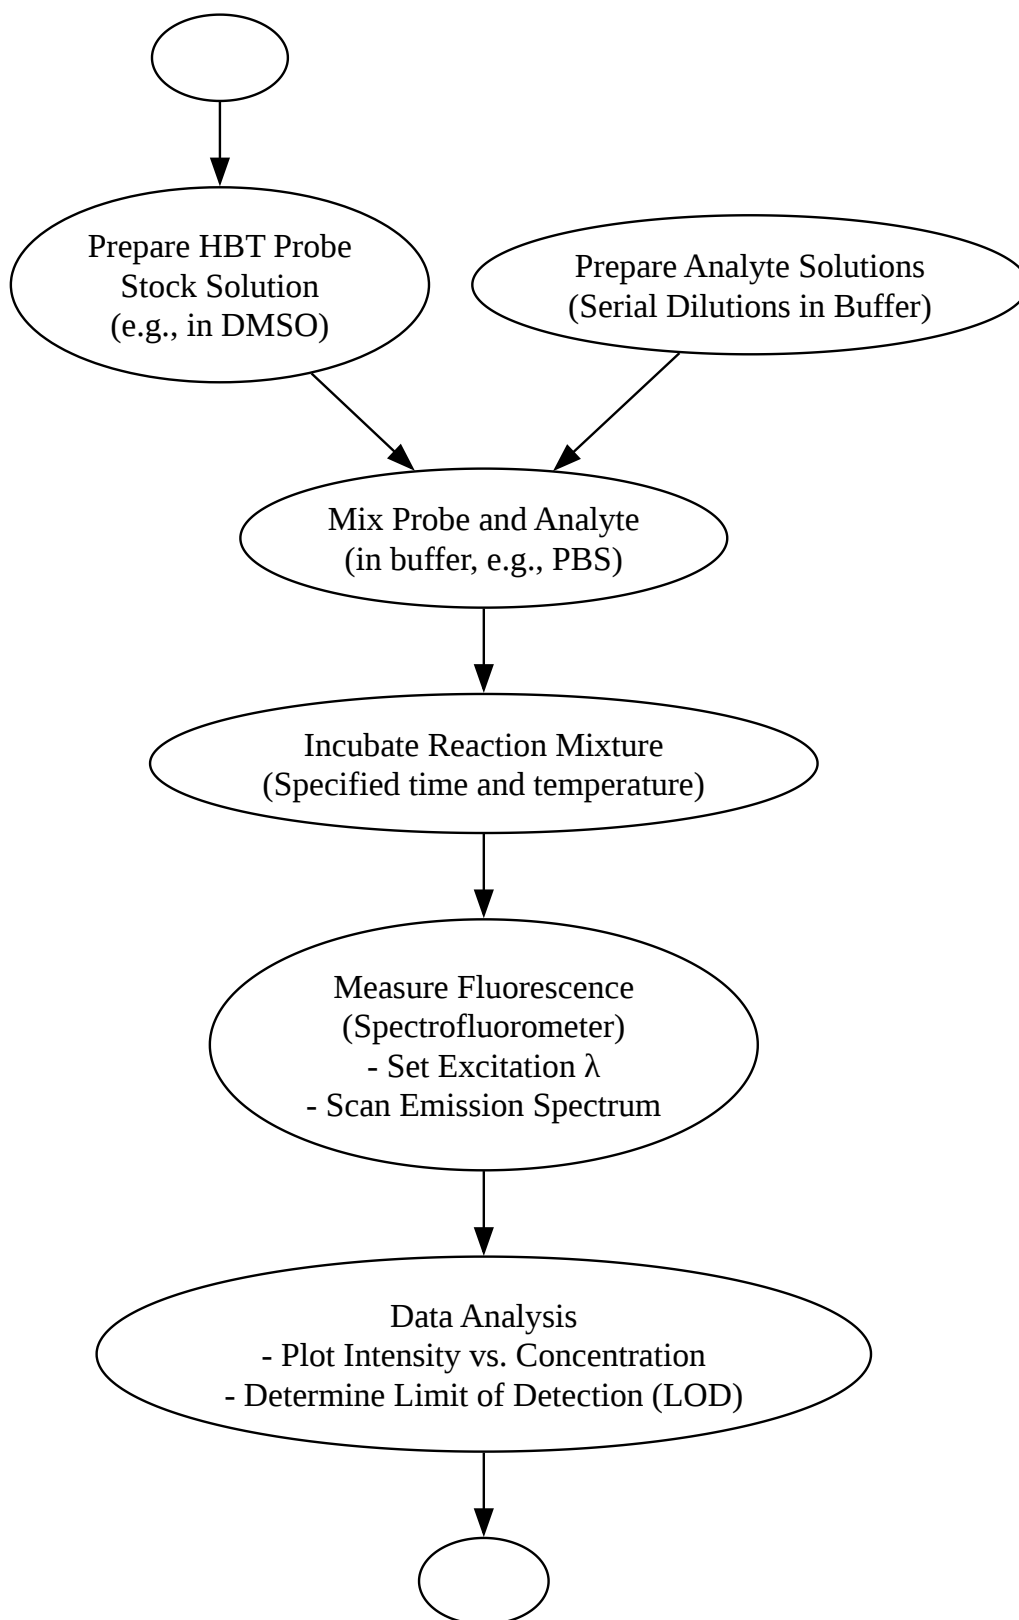 Prepare HBT Probe
Stock Solution
(e.g., in DMSO)
Prepare Analyte Solutions
(Serial Dilutions in Buffer)
Mix Probe and Analyte
(in buffer, e.g., PBS)
Incubate Reaction Mixture
(Specified time and temperature)
Measure Fluorescence
(Spectrofluorometer)
- Set Excitation λ
- Scan Emission Spectrum
Data Analysis
- Plot Intensity vs. Concentration
- Determine Limit of Detection (LOD)